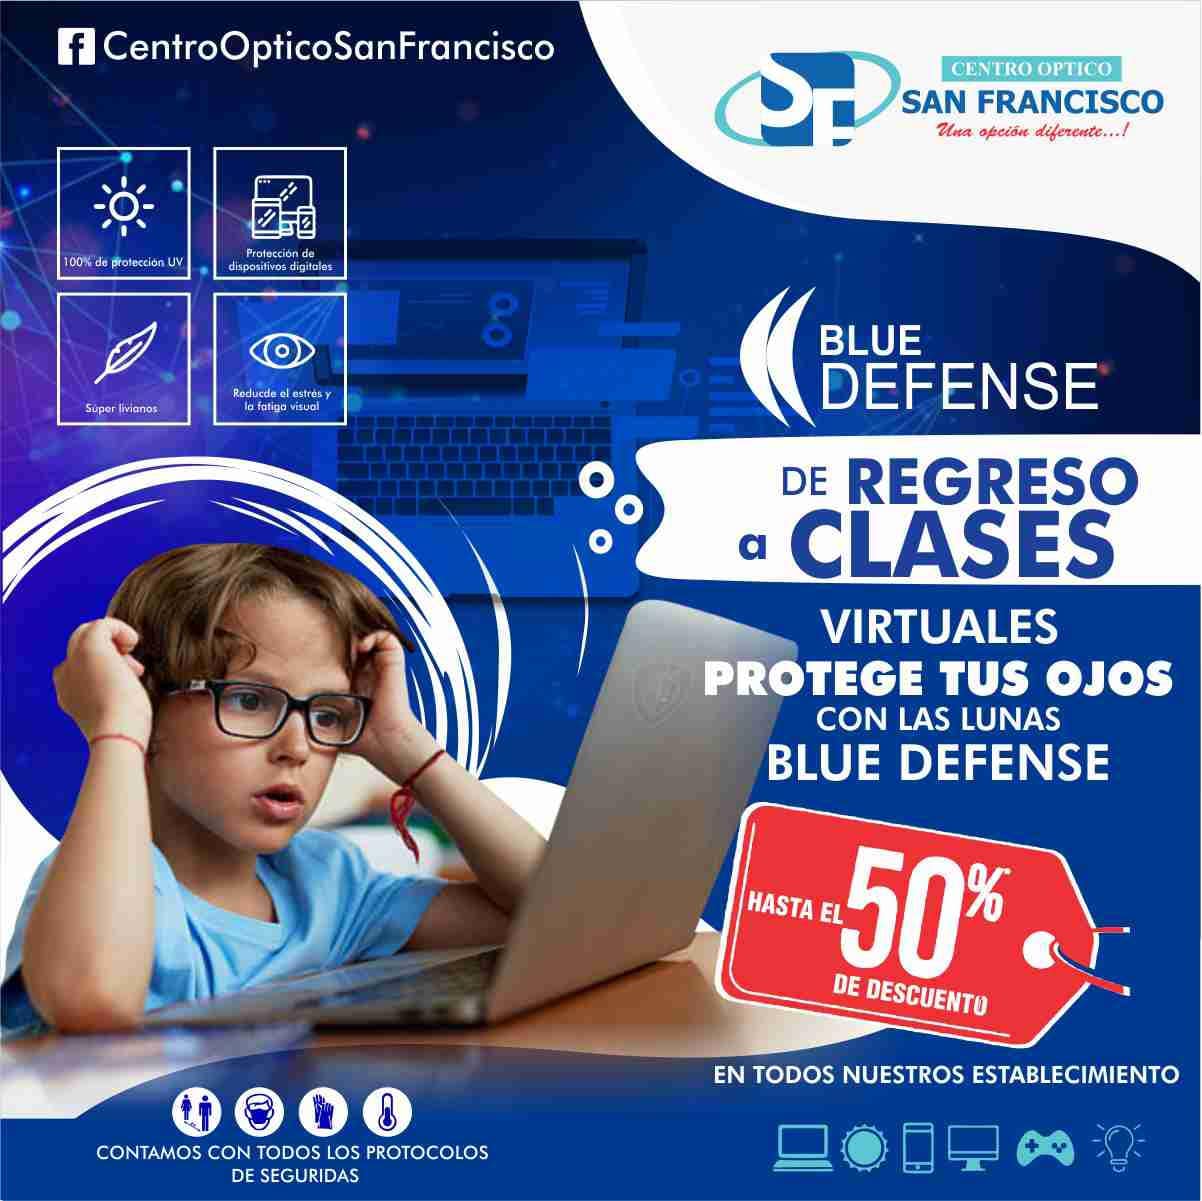 CentroOpticoSanFrancisco
SF
CENTRO OPTICO
SAN FRANCISCO
Una opción diferente...!
100% de protección UV
Protección de
dispositivos digitales
Súper livianos
Reducde el estrés y
la fatiga visual
BLUE
DEFENSE
DE REGRESO
a CLASES
VIRTUALES
PROTEGE TUS OJOS
CON LAS LUNAS
BLUE DEFENSE
HASTA EL 50%
DE DESCUENTO
EN TODOS NUESTROS ESTABLECIMIENTO
CONTAMOS CON TODOS LOS PROTOCOLOS
DE SEGURIDAS